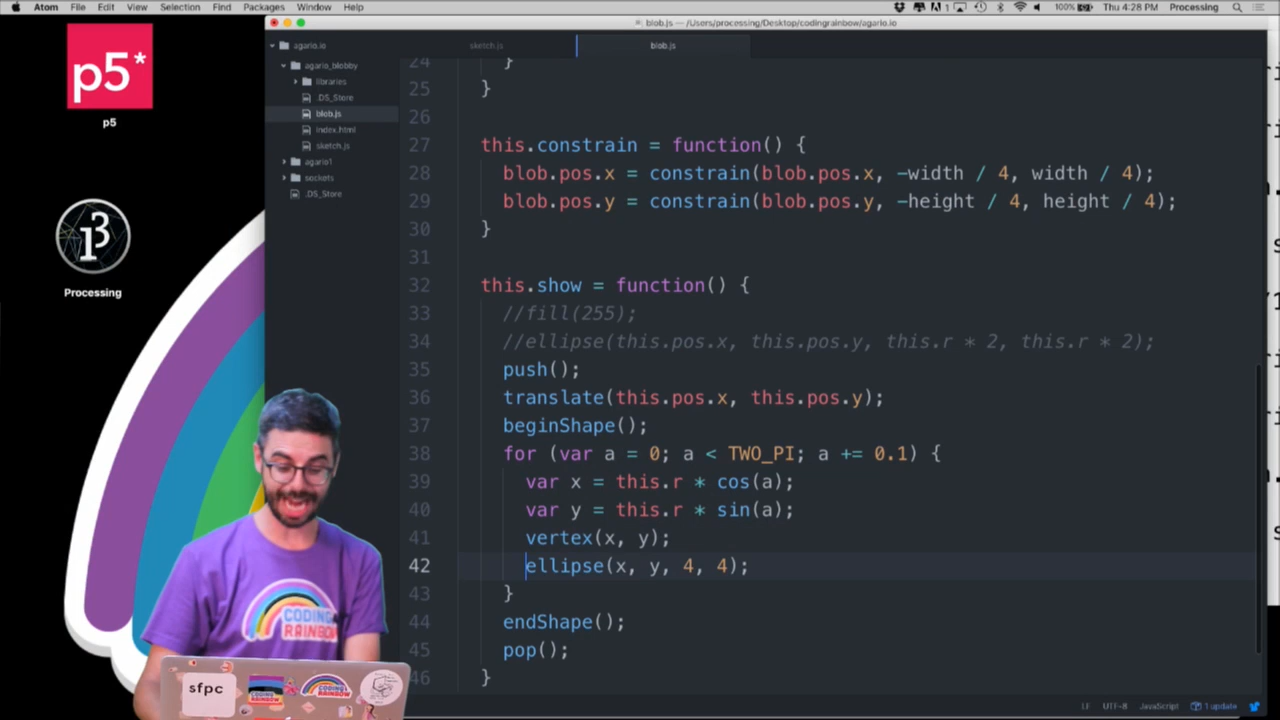 Atom File Edit View Selection Find Packages Window Help
100% Thu 4:28 PM Processing
blob.js — /Users/processing/Desktop/codingrainbow/agario.io
p5*
p5
Processing
agario.io
agario_blobby
libraries
.DS_Store
blob.js
index.html
sketch.js
agario1
sockets
.DS_Store
sketch.js
blob.js
24 }
25 }
26
27 this.constrain = function() {
28 blob.pos.x = constrain(blob.pos.x, -width / 4, width / 4);
29 blob.pos.y = constrain(blob.pos.y, -height / 4, height / 4);
30 }
31
32 this.show = function() {
33 //fill(255);
34 //ellipse(this.pos.x, this.pos.y, this.r * 2, this.r * 2);
35 push();
36 translate(this.pos.x, this.pos.y);
37 beginShape();
38 for (var a = 0; a < TWO_PI; a += 0.1) {
39 var x = this.r * cos(a);
40 var y = this.r * sin(a);
41 vertex(x, y);
42 ellipse(x, y, 4, 4);
43 }
44 endShape();
45 pop();
46 }
LF UTF-8 JavaScript 1 update
CODING
RAINBOW
sfpc
CODING
RAINBOW